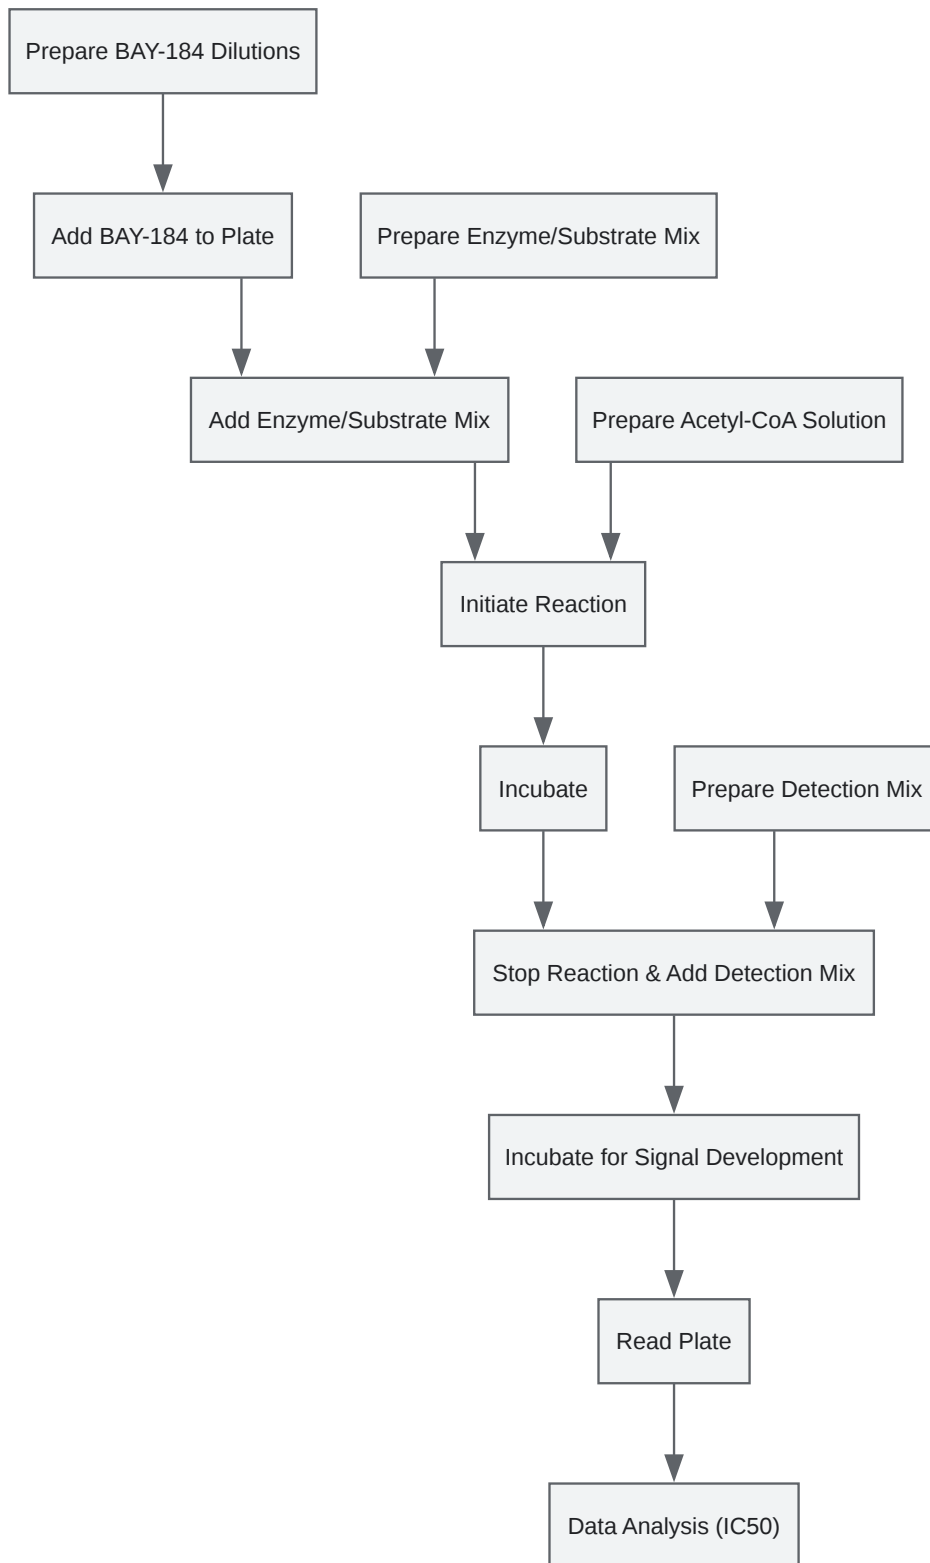 Prepare BAY-184 Dilutions
Add BAY-184 to Plate
Prepare Enzyme/Substrate Mix
Add Enzyme/Substrate Mix
Prepare Acetyl-CoA Solution
Initiate Reaction
Incubate
Prepare Detection Mix
Stop Reaction & Add Detection Mix
Incubate for Signal Development
Read Plate
Data Analysis (IC50)